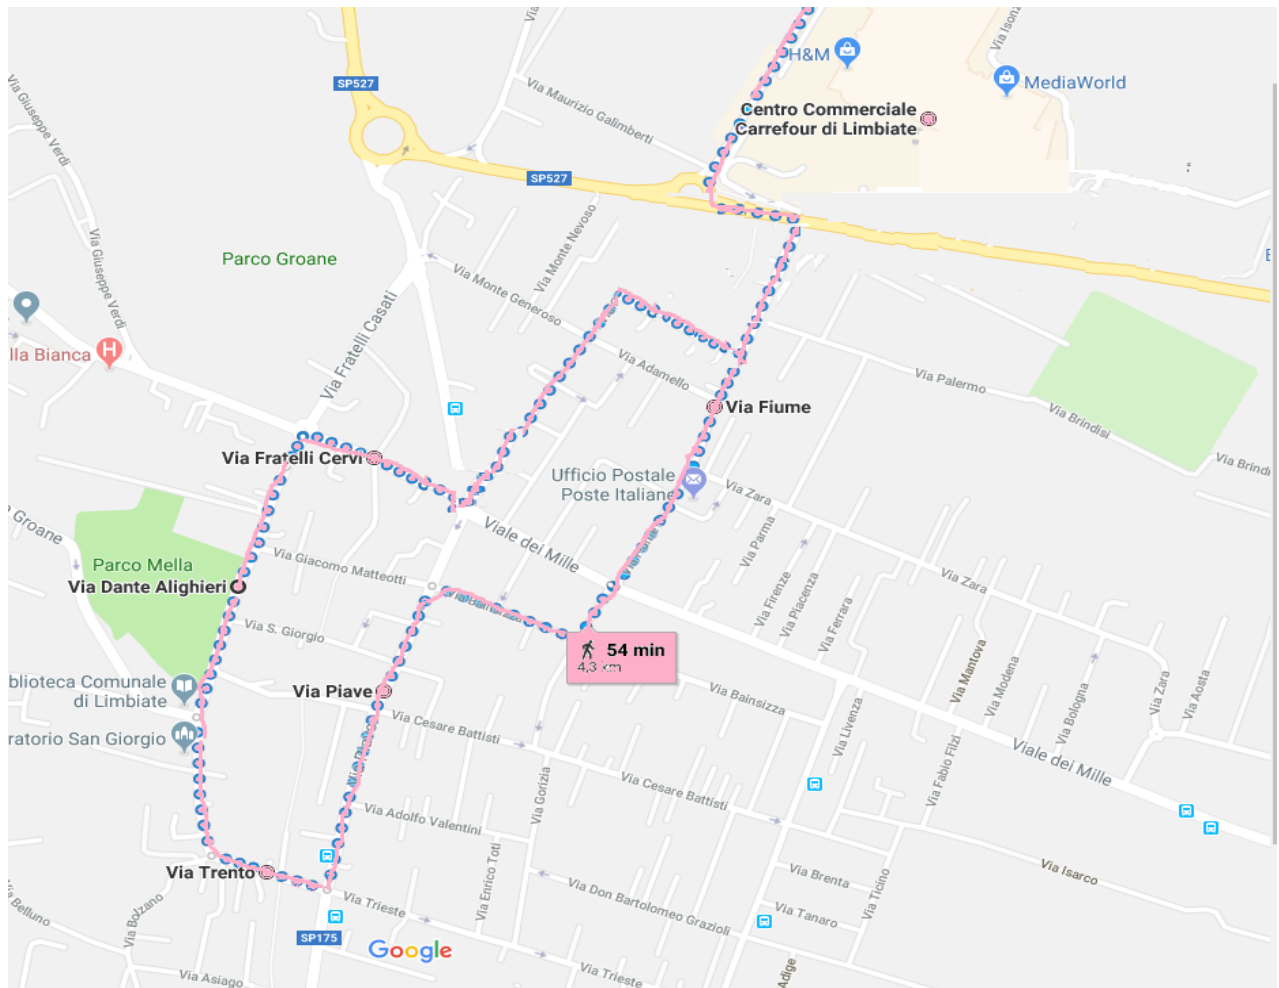 Via Isonz
H&M
MediaWorld
SP527
Via Maurizio Galimberti
Centro Commerciale
Carrefour di Limbiate
Via Giuseppe Verdi
SP527
Via Monte Nevoso
Via Giuseppe Verdi
Parco Groane
Via Monte Generoso
Via Fratelli Casati
lla Bianca
H
Via Adamello
Via Palermo
Via Fiume
Via Brindisi
Via Fratelli Cervi
Ufficio Postale
Poste Italiane
Via Brindi
Via Zara
e Groane
Viale dei Mille
Via Parma
Via Giacomo Matteotti
Parco Mella
Via Dante Alighieri
Via Zara
Via Firenze
Via Piacenza
Via Ferrara
Via Bainsizza
Via S. Giorgio
54 min
4,3 km
Via Mantova
Via Modena
Via Bologna
Via Zara
Via Aosta
blioteca Comunale
di Limbiate
Via Piave
Via Bainsizza
Via Livenza
Via Cesare Battisti
ratorio San Giorgio
Viale dei Mille
Via Fabio Filzi
Via Cesare Battisti
Via Gorizia
Via Adolfo Valentini
Via Enrico Toti
Via Trento
Via Brenta
Via Isarco
Via Belluno
Via Bolzano
Via Trieste
Via Don Bartolomeo Grazioli
Via Tanaro
Via Ticino
SP175
Google
Via Asiago
Via Trieste
Adige